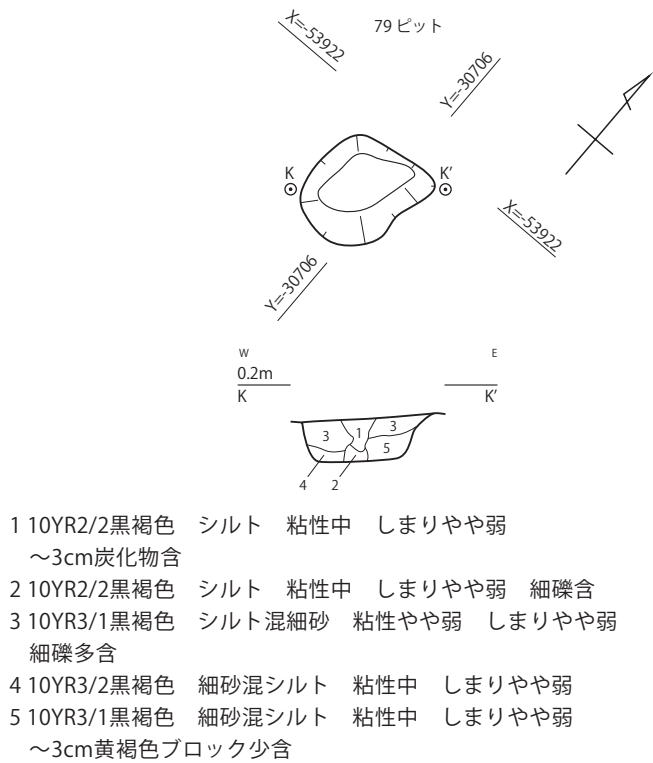 79 ピット
X=-53922
Y=-30706
K
K’
X=-53922
Y=-30706
W
E
0.2m
K
K’
3
1
3
5
4
2
1 10YR2/2黒褐色　シルト　粘性中　しまりやや弱
～3cm炭化物含
2 10YR2/2黒褐色　シルト　粘性中　しまりやや弱　細礫含
3 10YR3/1黒褐色　シルト混細砂　粘性やや弱　しまりやや弱
細礫多含
4 10YR3/2黒褐色　細砂混シルト　粘性中　しまりやや弱
5 10YR3/1黒褐色　細砂混シルト　粘性中　しまりやや弱
～3cm黄褐色ブロック少含